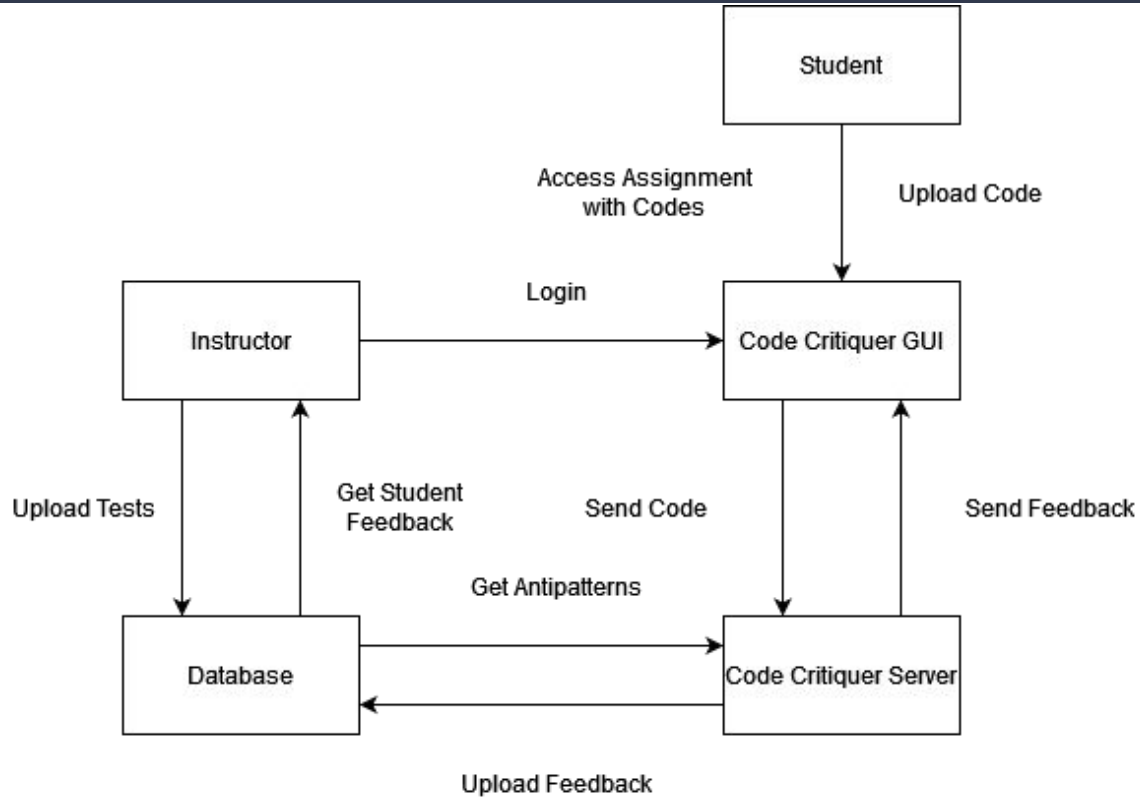 Student
Access Assignment
with Codes
Upload Code
Login
Instructor
Code Critiquer GUI
Upload Tests
Get Student
Feedback
Send Code
Send Feedback
Get Antipatterns
Database
Code Critiquer Server
Upload Feedback